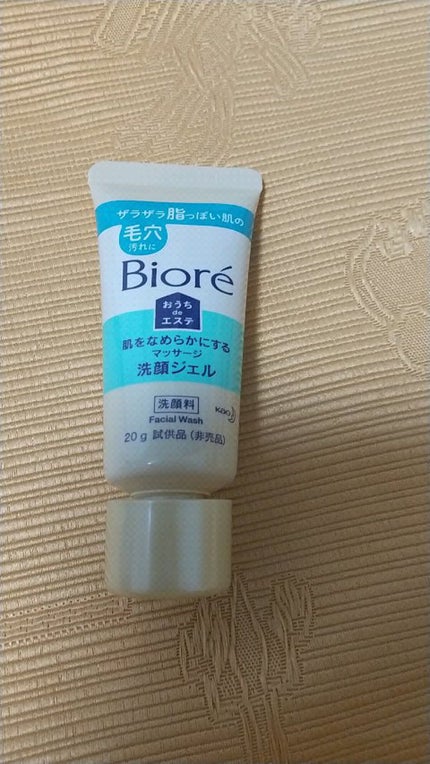 ザラザラ脂っぽい肌の
毛穴
汚れに
Bioré
おうち
de
エステ
肌をなめらかにする
マッサージ
洗顔ジェル
洗顔料
Facial Wash
Kao
20g 試供品(非売品)